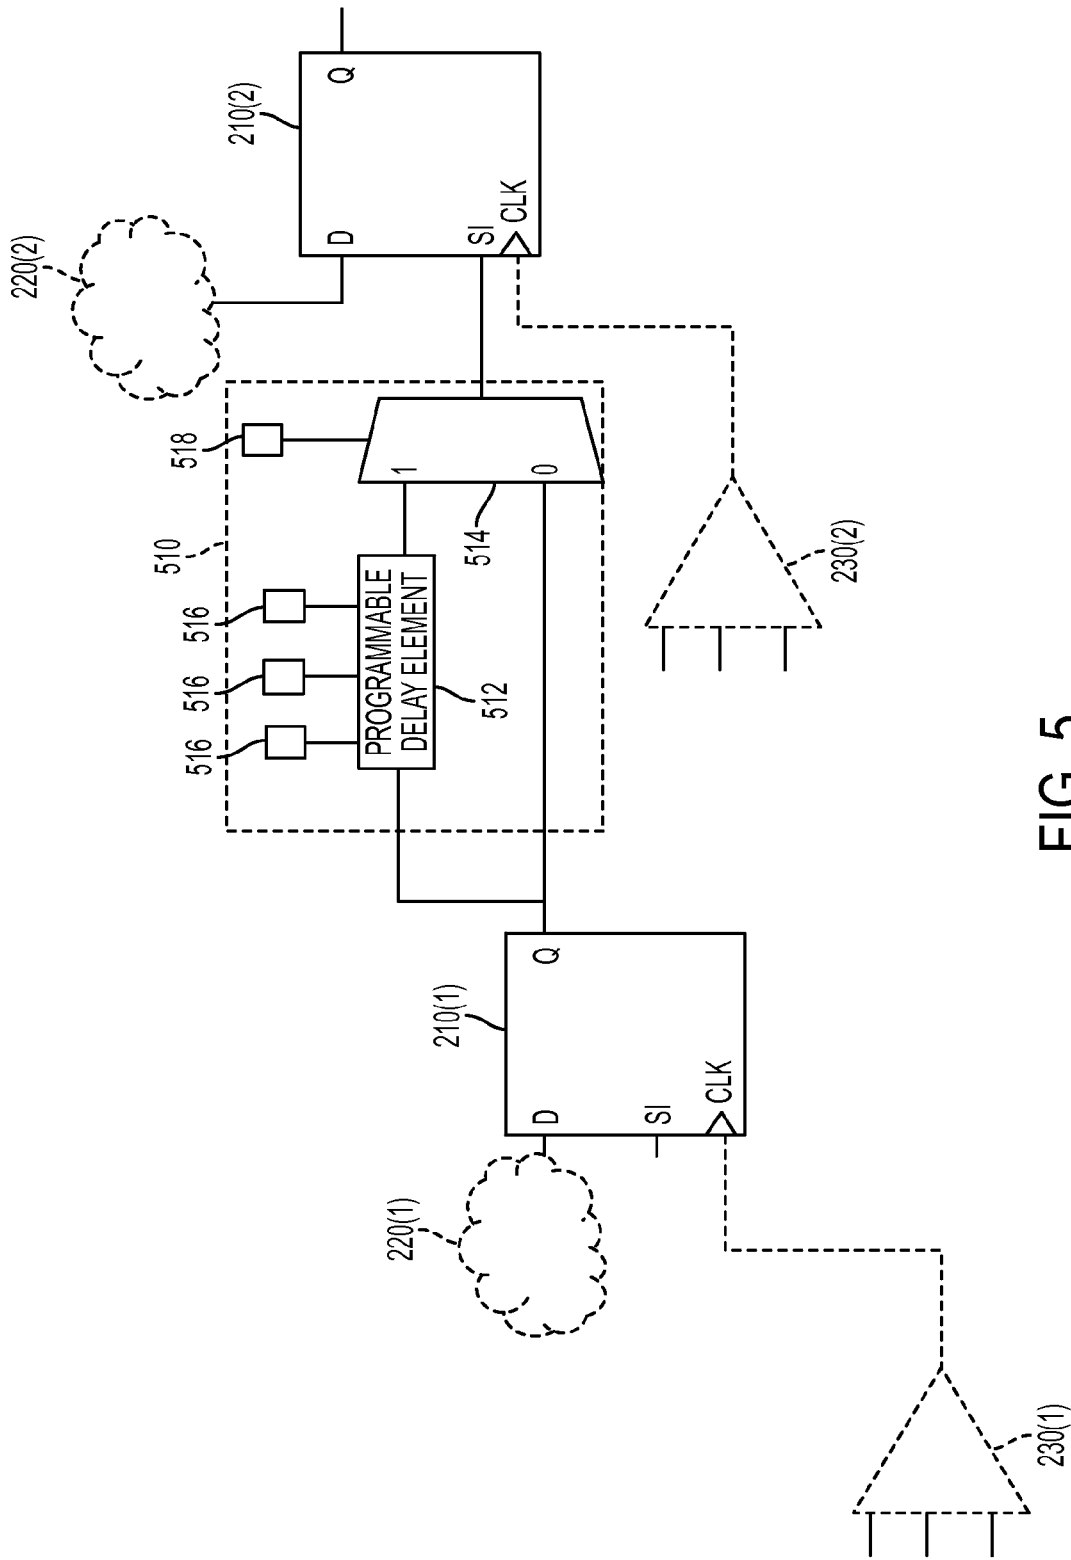 220(2)
210(2)
D
Q
SI
CLK
510
518
516
516
516
PROGRAMMABLE
DELAY ELEMENT
512
1
0
514
210(1)
220(1)
D
Q
SI
CLK
230(2)
230(1)
FIG. 5